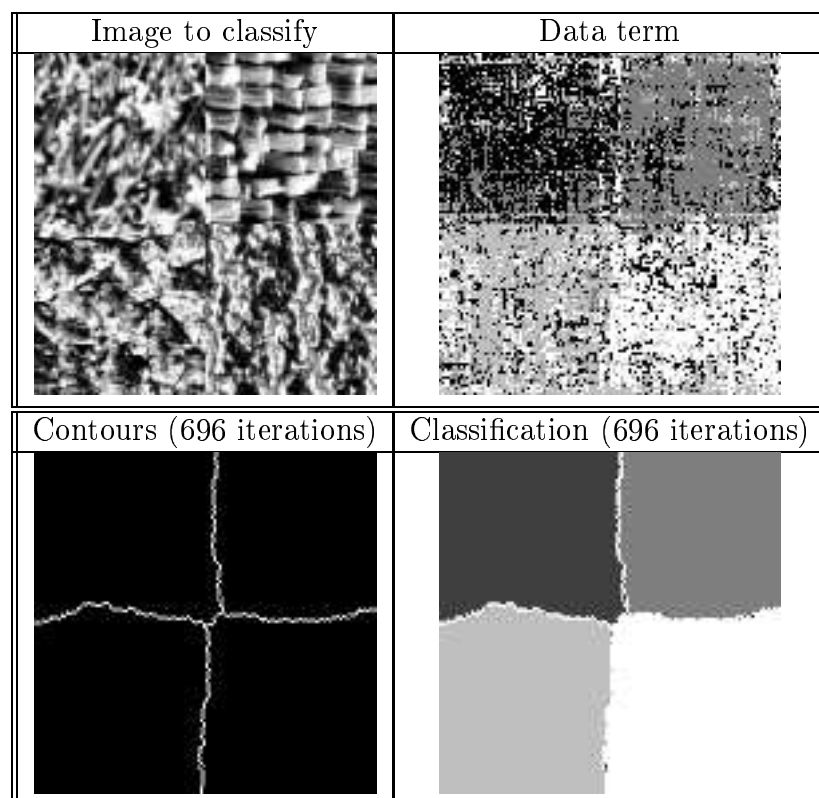 Image to classify
Data term
Contours (696 iterations)
Classification (696 iterations)